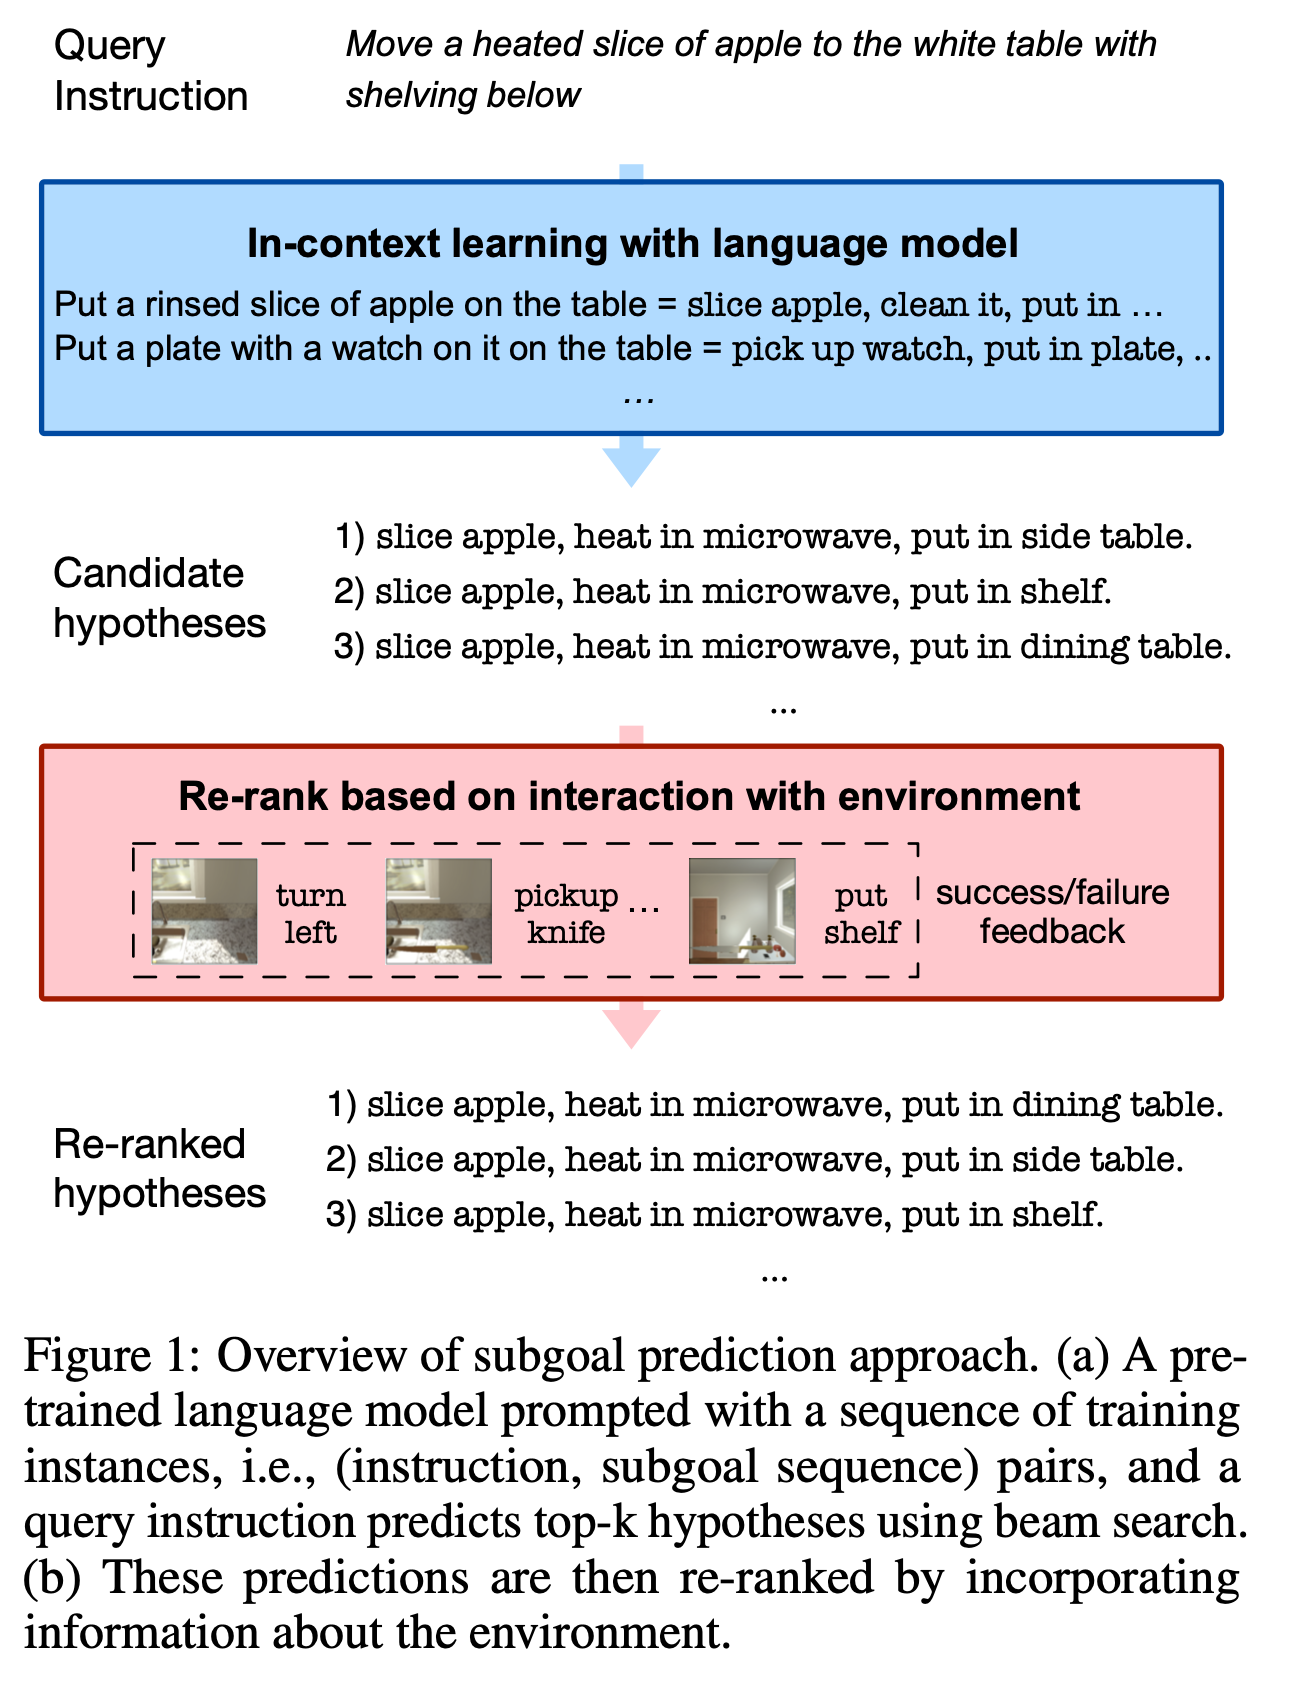 Query
Instruction
Move a heated slice of apple to the white table with
shelving below
In-context learning with language model
Put a rinsed slice of apple on the table = slice apple, clean it, put in ...
Put a plate with a watch on it on the table = pick up watch, put in plate, ..
...
Candidate
hypotheses
1) slice apple, heat in microwave, put in side table.
2) slice apple, heat in microwave, put in shelf.
3) slice apple, heat in microwave, put in dining table.
...
Re-rank based on interaction with environment
turn
left
pickup
knife
...
put
shelf
success/failure
feedback
Re-ranked
hypotheses
1) slice apple, heat in microwave, put in dining table.
2) slice apple, heat in microwave, put in side table.
3) slice apple, heat in microwave, put in shelf.
...
Figure 1: Overview of subgoal prediction approach. (a) A pre-
trained language model prompted with a sequence of training
instances, i.e., (instruction, subgoal sequence) pairs, and a
query instruction predicts top-k hypotheses using beam search.
(b) These predictions are then re-ranked by incorporating
information about the environment.